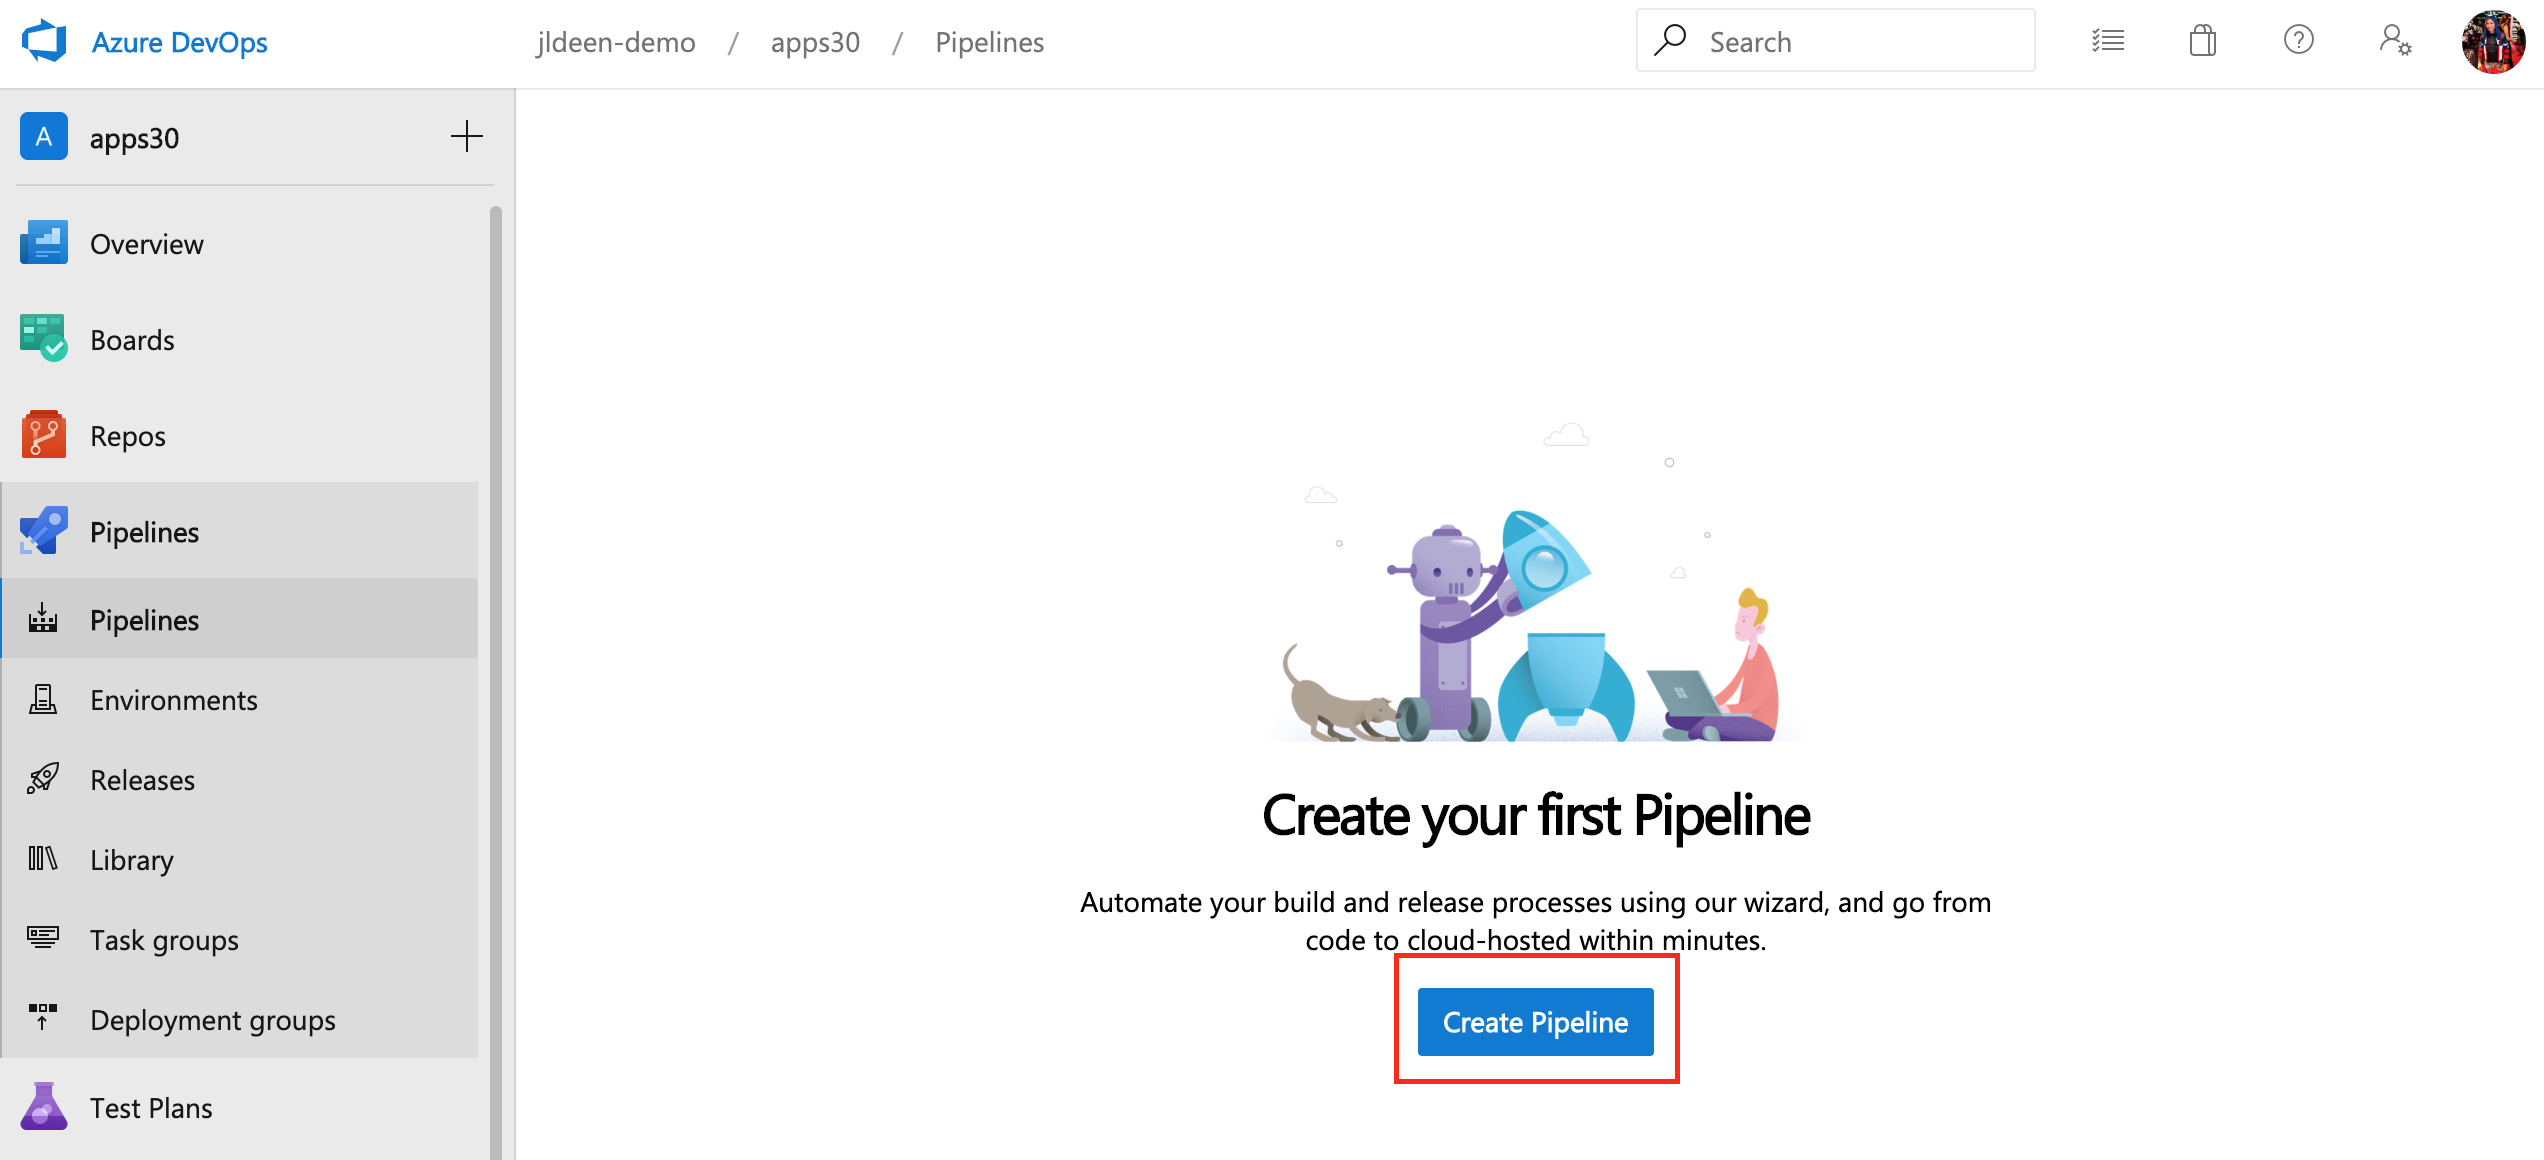 Azure DevOps
jldeen-demo / apps30 / Pipelines
Search
A apps30
Overview
Boards
Repos
Pipelines
Pipelines
Environments
Releases
Library
Task groups
Deployment groups
Test Plans
Create your first Pipeline
Automate your build and release processes using our wizard, and go from
code to cloud-hosted within minutes.
Create Pipeline